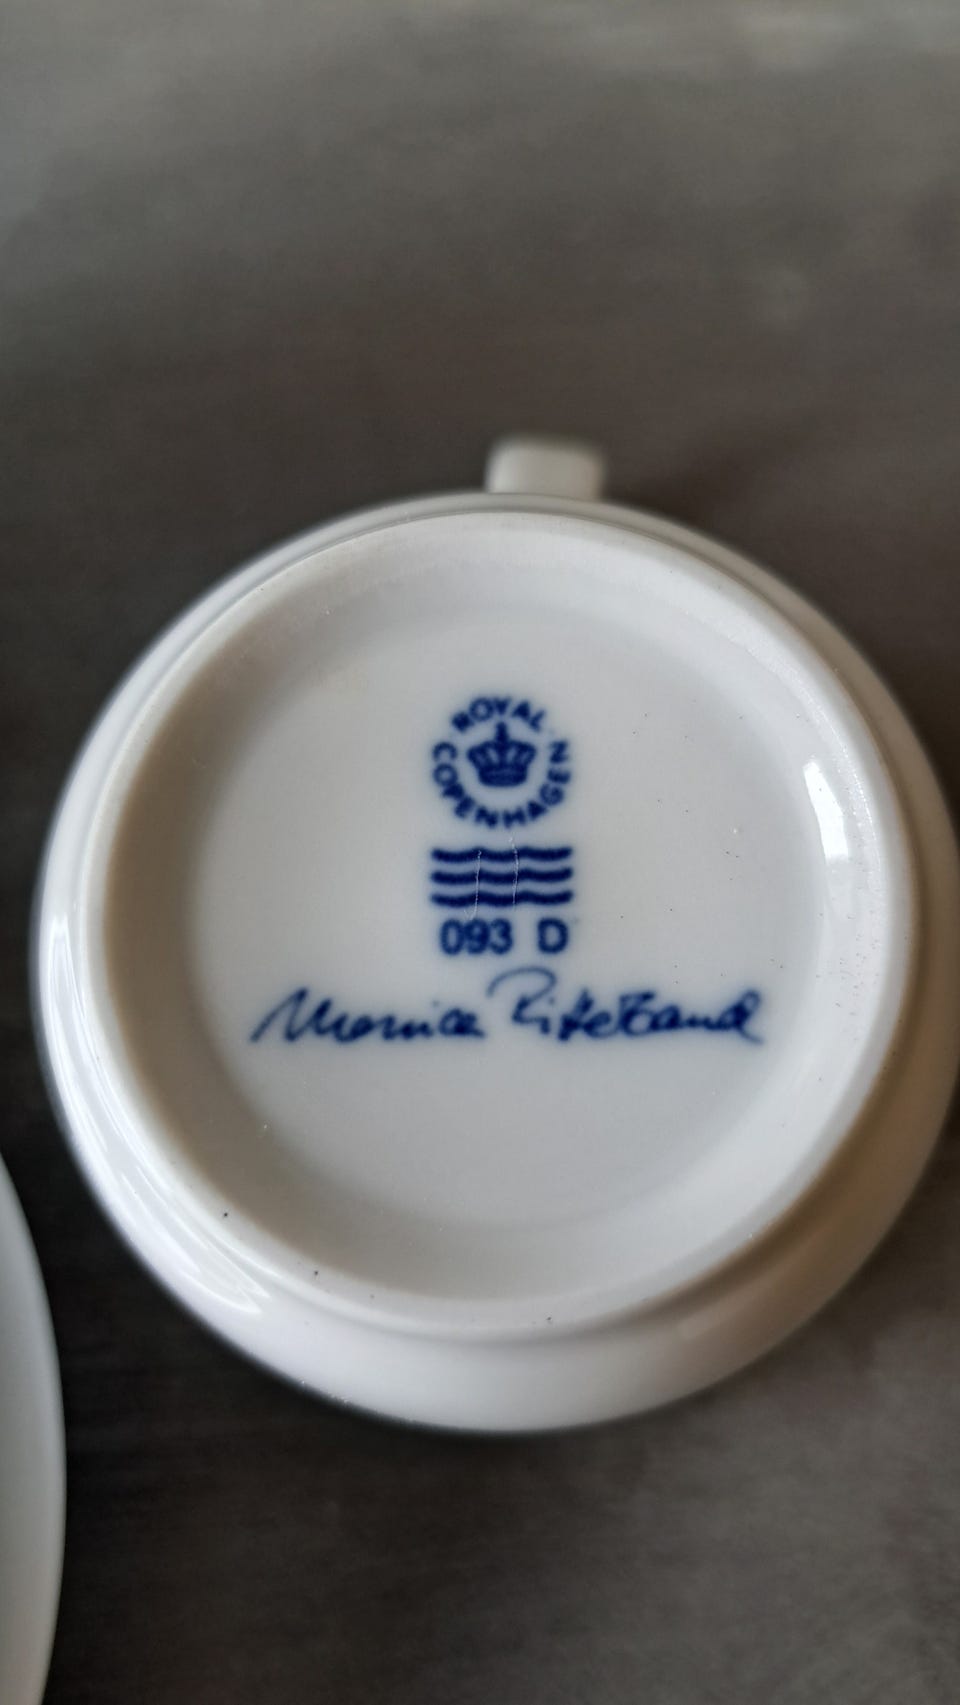 ROYAL COPENHAGEN
093 D
Monica Ritterband